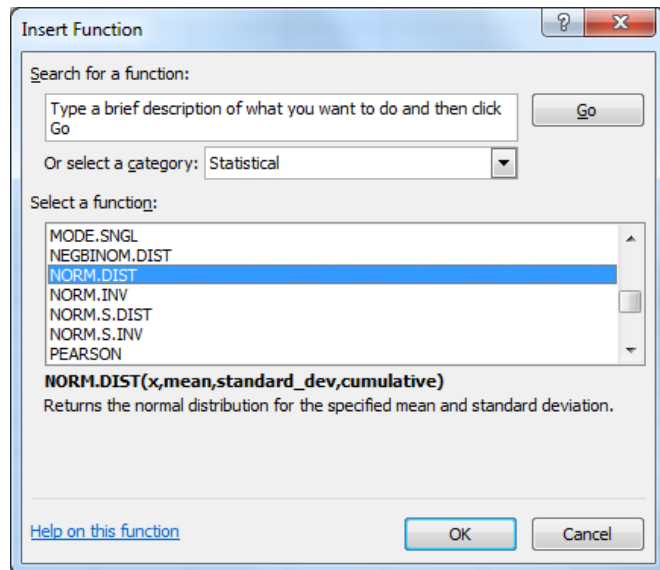 Insert Function
?
X
Search for a function:
Type a brief description of what you want to do and then click
Go
Go
Or select a category: Statistical
Select a function:
MODE.SNGL
NEGBINOM.DIST
NORM.DIST
NORM.INV
NORM.S.DIST
NORM.S.INV
PEARSON
NORM.DIST(x,mean,standard_dev,cumulative)
Returns the normal distribution for the specified mean and standard deviation.
Help on this function
OK
Cancel